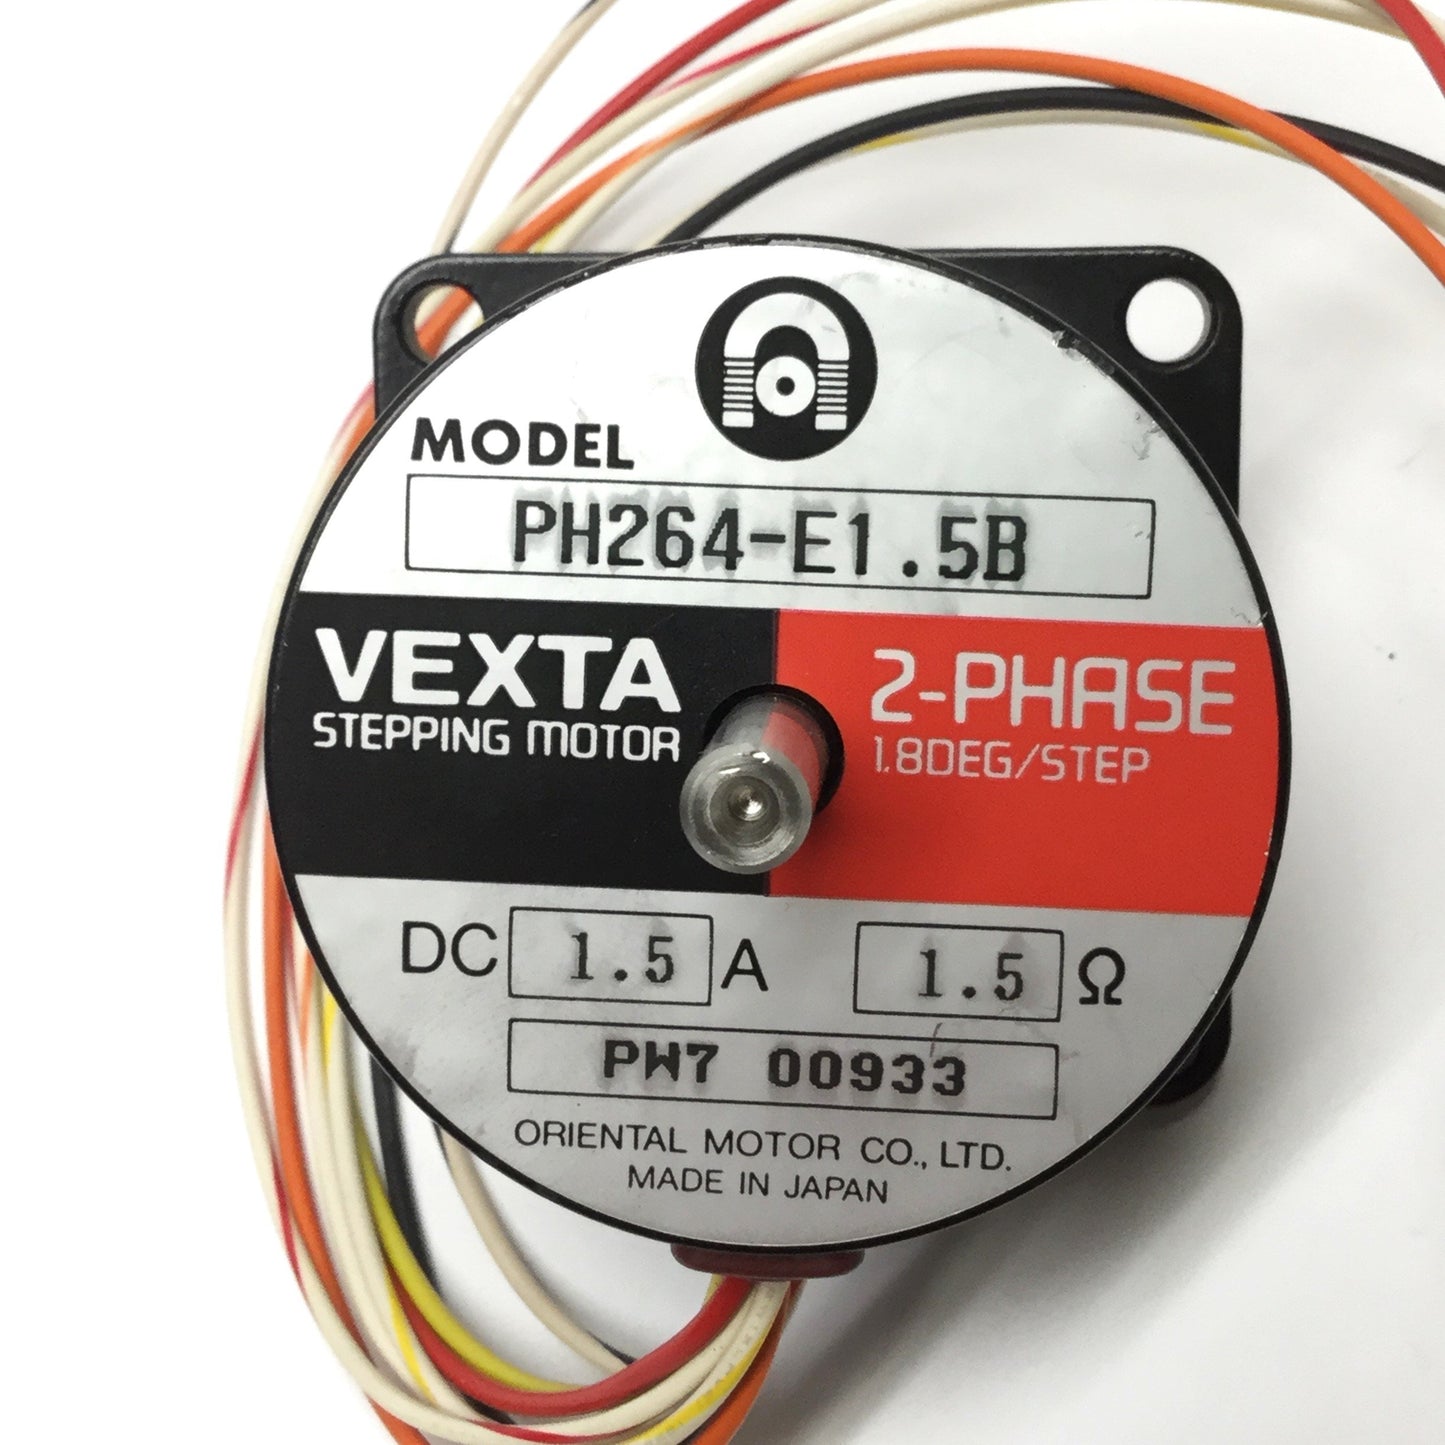 MODEL
PH264-E1.5B
VEXTA
STEPPING MOTOR
2-PHASE
1.8DEG/STEP
DC 1.5 A 1.5 Ω
PW7 00933
ORIENTAL MOTOR CO., LTD.
MADE IN JAPAN